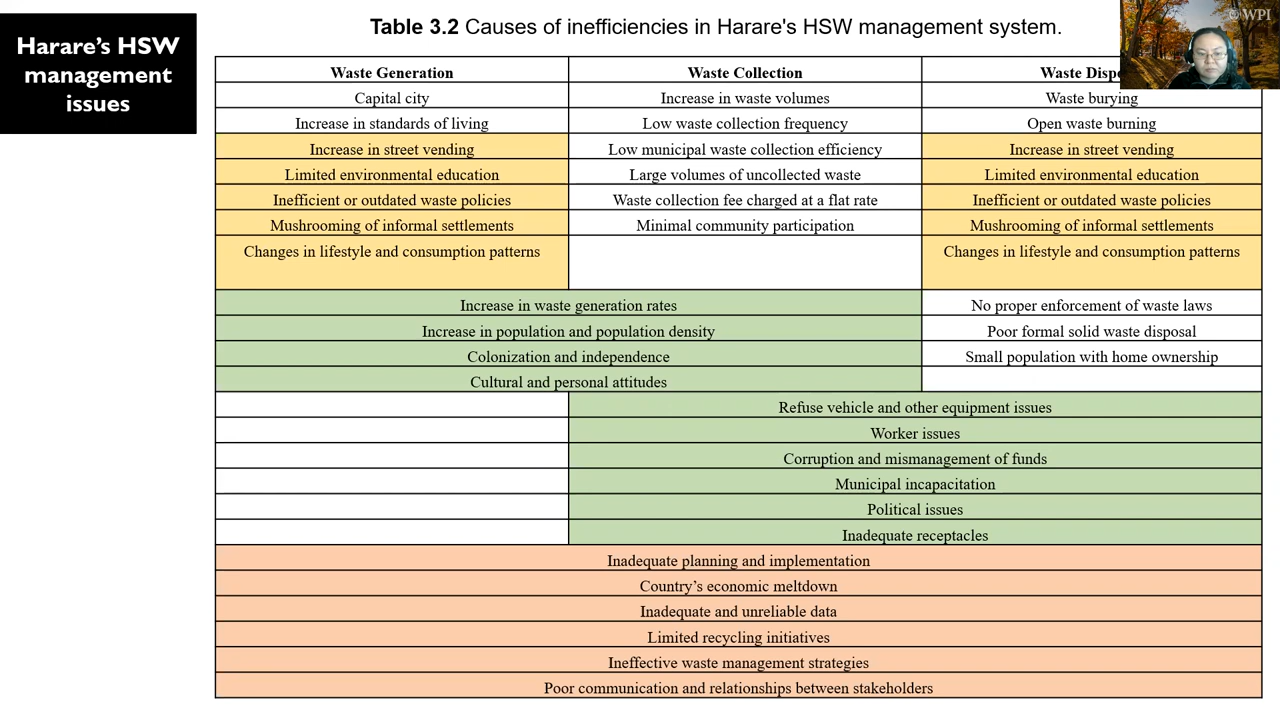 Harare's HSW
management
issues
Table 3.2 Causes of inefficiencies in Harare's HSW management system.
© WPI
Waste Generation
Waste Collection
Waste
Capital city
Increase in waste volumes
Waste burying
Increase in standards of living
Low waste collection frequency
Open waste burning
Increase in street vending
Low municipal waste collection efficiency
Increase in street vending
Limited environmental education
Large volumes of uncollected waste
Limited environmental education
Inefficient or outdated waste policies
Waste collection fee charged at a flat rate
Inefficient or outdated waste policies
Mushrooming of informal settlements
Minimal community participation
Mushrooming of informal settlements
Changes in lifestyle and consumption patterns
Changes in lifestyle and consumption patterns
Increase in waste generation rates
No proper enforcement of waste laws
Increase in population and population density
Poor formal solid waste disposal
Colonization and independence
Small population with home ownership
Cultural and personal attitudes
Refuse vehicle and other equipment issues
Worker issues
Corruption and mismanagement of funds
Municipal incapacitation
Political issues
Inadequate receptacles
Inadequate planning and implementation
Country's economic meltdown
Inadequate and unreliable data
Limited recycling initiatives
Ineffective waste management strategies
Poor communication and relationships between stakeholders